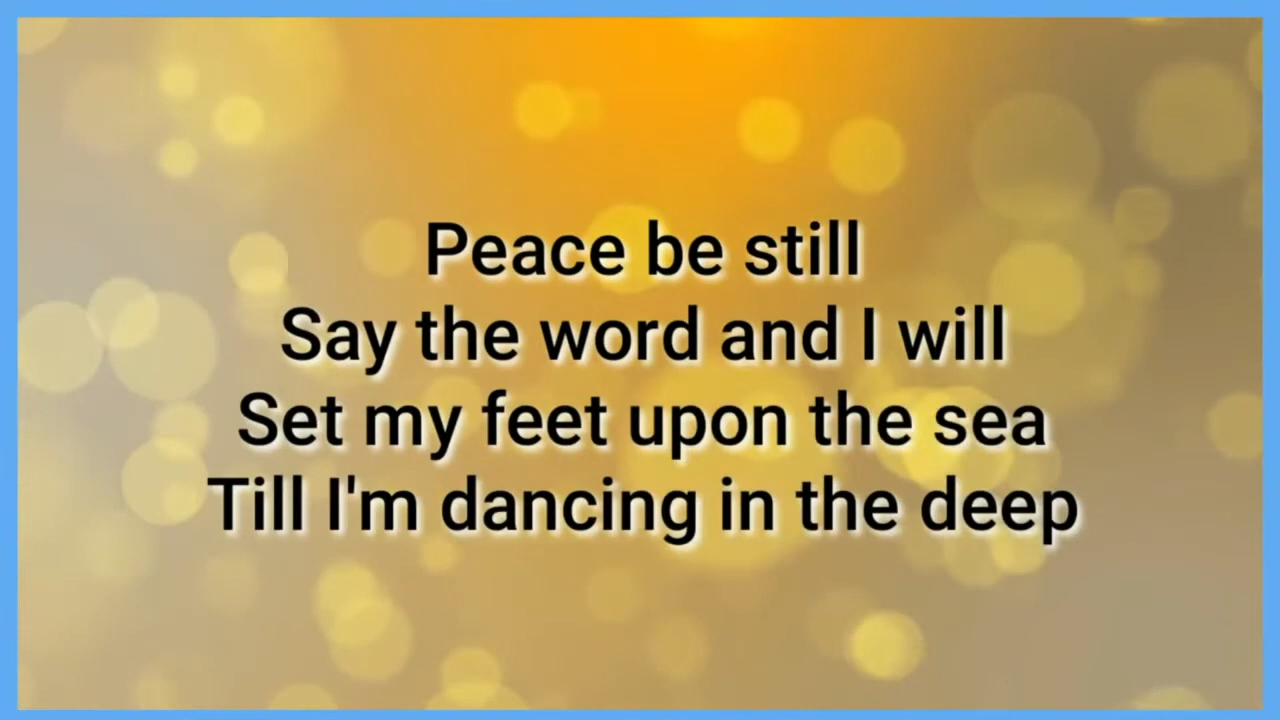 Peace be still
Say the word and I will
Set my feet upon the sea
Till I'm dancing in the deep